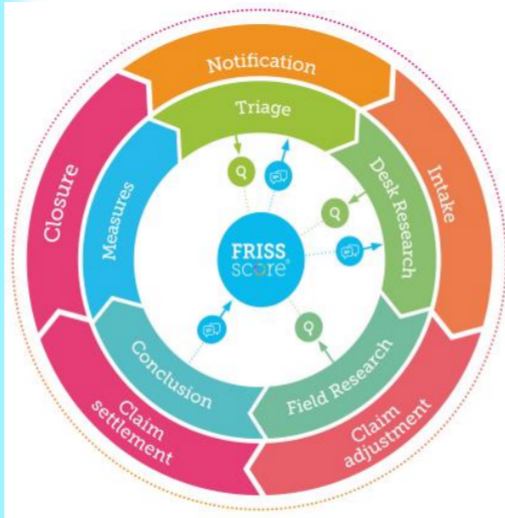 Notification
Triage
Intake
Desk Research
Closure
Measures
FRISS
score®
Conclusion
Field Research
Claim
settlement
Claim
adjustment